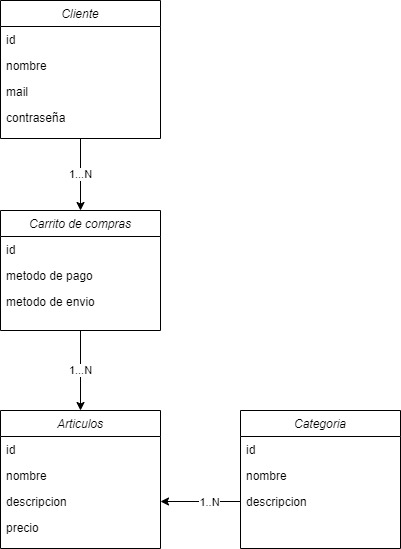 Cliente
id
nombre
mail
contraseña
1...N
Carrito de compras
id
metodo de pago
metodo de envio
1...N
Articulos
id
nombre
descripcion
precio
1..N
Categoria
id
nombre
descripcion